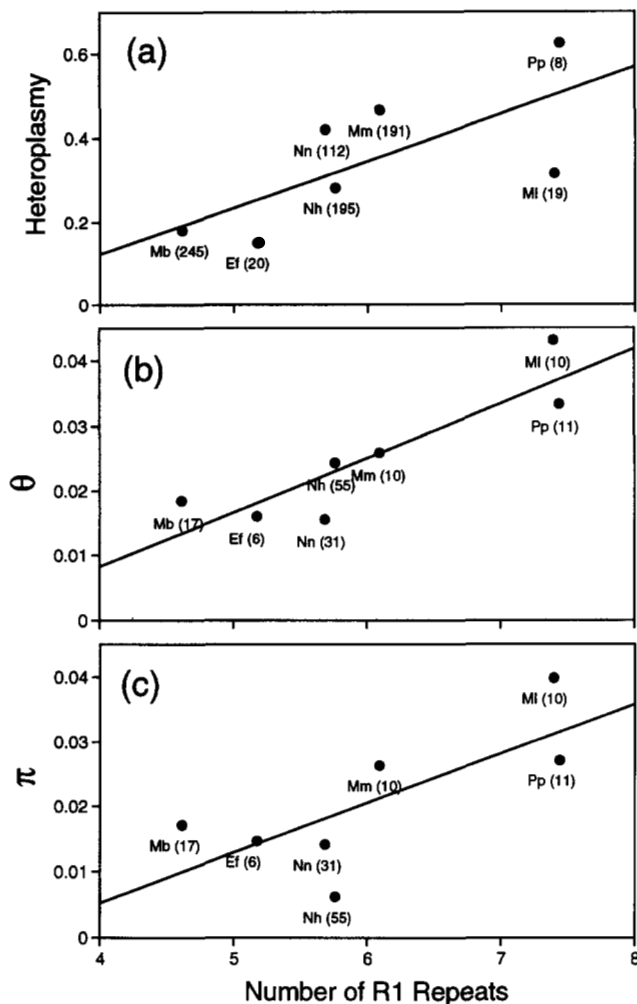 (a)
0.6
0.4
0.2
0
Heteroplasmy
Pp (8)
Mm (191)
Nn (112)
Nh (195)
Ml (19)
Mb (245)
Ef (20)
(b)
0.04
0.03
0.02
0.01
0
θ
Ml (10)
Pp (11)
Nh (55)
Mm (10)
Mb (17)
Ef (6)
Nn (31)
(c)
0.04
0.03
0.02
0.01
0
π
Ml (10)
Mm (10)
Pp (11)
Mb (17)
Ef (6)
Nn (31)
Nh (55)
4 5 6 7 8
Number of R1 Repeats